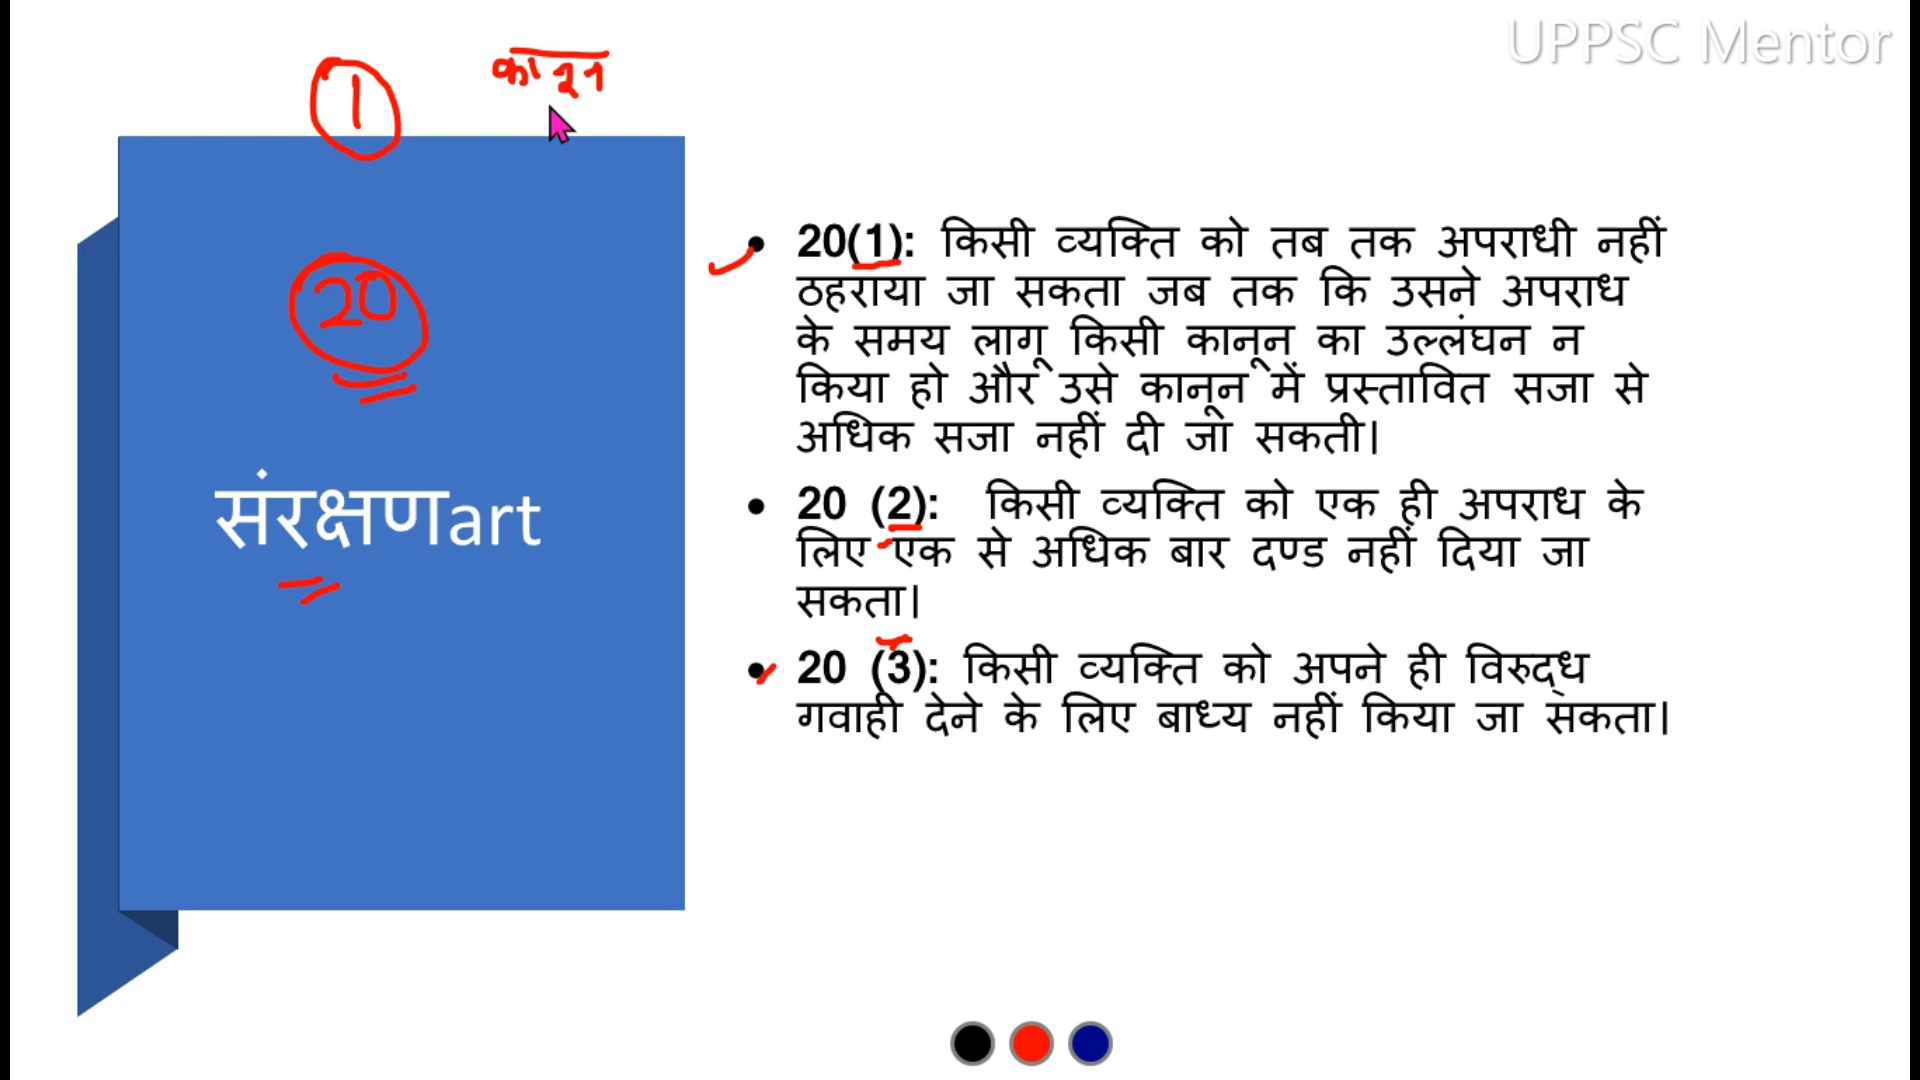 UPPSC Mentor
1
कानून
20
संरक्षणart
20(1): किसी व्यक्ति को तब तक अपराधी नहीं
ठहराया जा सकता जब तक कि उसने अपराध
के समय लागू किसी कानून का उल्लंघन न
किया हो और उसे कानून में प्रस्तावित सजा से
अधिक सजा नहीं दी जा सकती।
20 (2): किसी व्यक्ति को एक ही अपराध के
लिए एक से अधिक बार दण्ड नहीं दिया जा
सकता।
20 (3): किसी व्यक्ति को अपने ही विरुद्ध
गवाही देने के लिए बाध्य नहीं किया जा सकता।